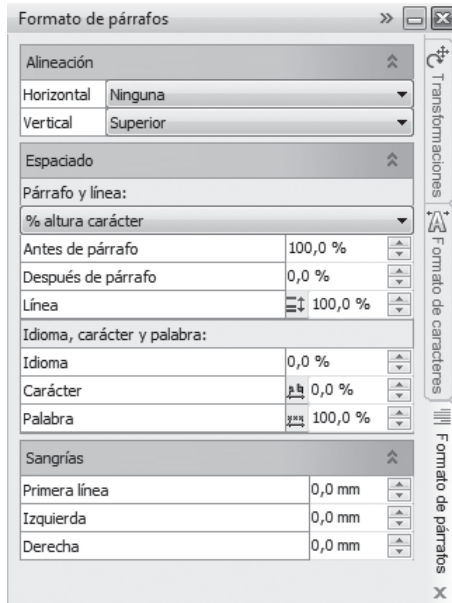 Formato de párrafos
Alineación
Horizontal Ninguna
Vertical Superior
Espaciado
Párrafo y línea:
% altura carácter
Antes de párrafo 100,0 %
Después de párrafo 0,0 %
Línea 100,0 %
Idioma, carácter y palabra:
Idioma 0,0 %
Carácter 0,0 %
Palabra 100,0 %
Sangrías
Primera línea 0,0 mm
Izquierda 0,0 mm
Derecha 0,0 mm
Transformaciones
Formato de caracteres
Formato de párrafos